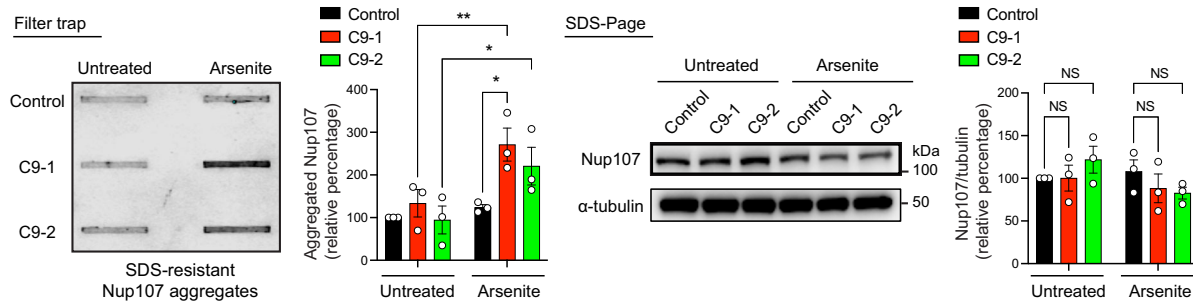 Filter trap
Untreated Arsenite
Control
C9-1
C9-2
SDS-resistant
Nup107 aggregates
Control
C9-1
C9-2
**
*
*
Aggregated Nup107
(relative percentage)
400
300
200
100
0
Untreated Arsenite
SDS-Page
Untreated Arsenite
Control C9-1 C9-2 Control C9-1 C9-2
Nup107
α-tubulin
kDa
100
50
Control
C9-1
C9-2
NS NS
NS NS
Nup107/tubulin
(relative percentage)
200
150
100
50
0
Untreated Arsenite